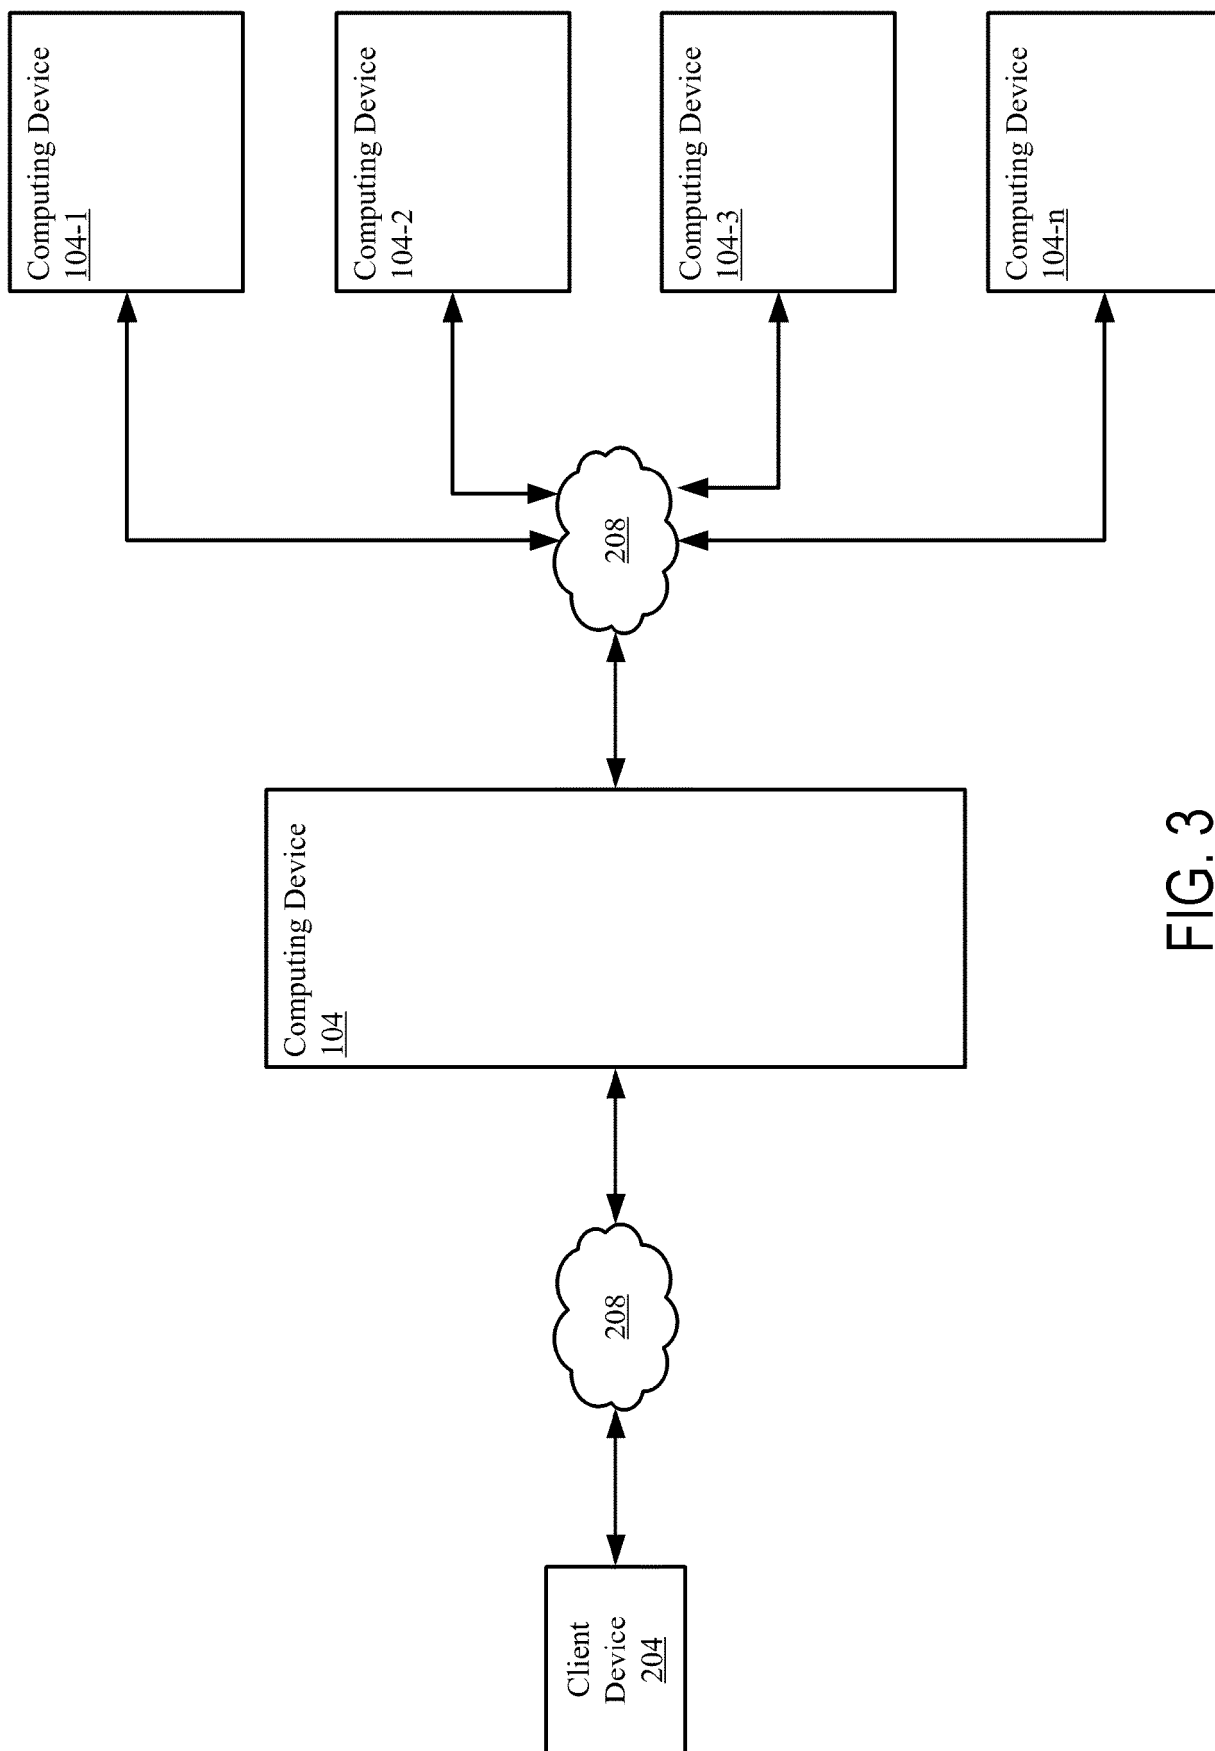 Client
Device
204
208
Computing Device
104
208
Computing Device
104-1
Computing Device
104-2
Computing Device
104-3
Computing Device
104-n
FIG. 3